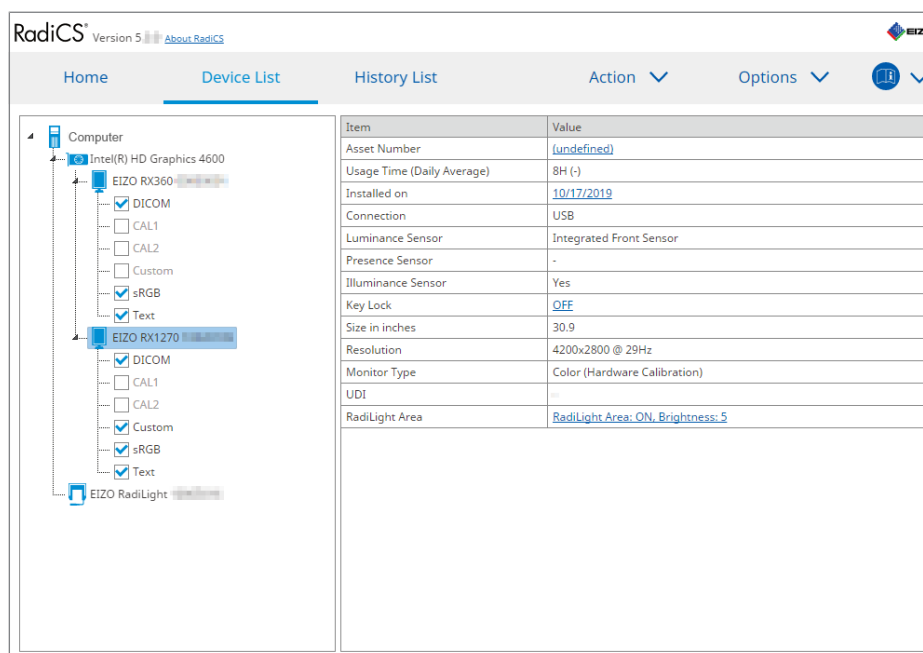 RadiCS® Version 5. About RadiCS EIZ
Home Device List History List Action Options
Computer
Intel(R) HD Graphics 4600
EIZO RX360
DICOM
CAL1
CAL2
Custom
sRGB
Text
EIZO RX1270
DICOM
CAL1
CAL2
Custom
sRGB
Text
EIZO RadiLight
Item Value
Asset Number (undefined)
Usage Time (Daily Average) 8H (-)
Installed on 10/17/2019
Connection USB
Luminance Sensor Integrated Front Sensor
Presence Sensor -
Illuminance Sensor Yes
Key Lock OFF
Size in inches 30.9
Resolution 4200x2800 @ 29Hz
Monitor Type Color (Hardware Calibration)
UDI
RadiLight Area RadiLight Area: ON, Brightness: 5